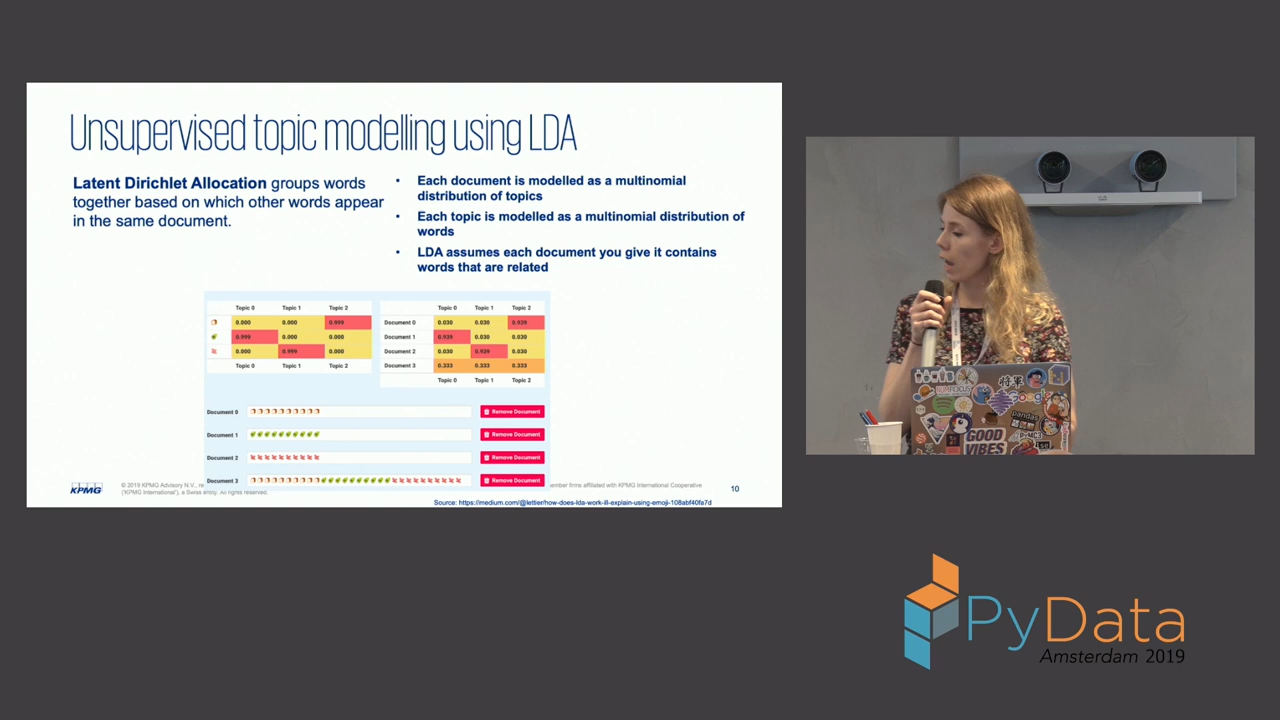 Unsupervised topic modelling using LDA
Latent Dirichlet Allocation groups words
together based on which other words appear
in the same document.
• Each document is modelled as a multinomial
distribution of topics
• Each topic is modelled as a multinomial distribution of
words
• LDA assumes each document you give it contains
words that are related
Topic 0 Topic 1 Topic 2
0.000 0.000 0.999
0.999 0.000 0.000
0.000 0.999 0.000
Topic 0 Topic 1 Topic 2
Topic 0 Topic 1 Topic 2
Document 0 0.030 0.030 0.939
Document 1 0.939 0.030 0.030
Document 2 0.030 0.939 0.030
Document 3 0.333 0.333 0.333
Topic 0 Topic 1 Topic 2
Document 0 Remove Document
Document 1 Remove Document
Document 2 Remove Document
Document 3 Remove Document
KPMG
© 2019 KPMG Advisory N.V., member firms affiliated with KPMG International Cooperative
('KPMG International'), a Swiss entity. All rights reserved.
10
Source: https://medium.com/@lettier/how-does-lda-work-ill-explain-using-emoji-108abf40fa7d
Google
pandas
PyMC3
GOOD
VIBES
PyData
Amsterdam 2019